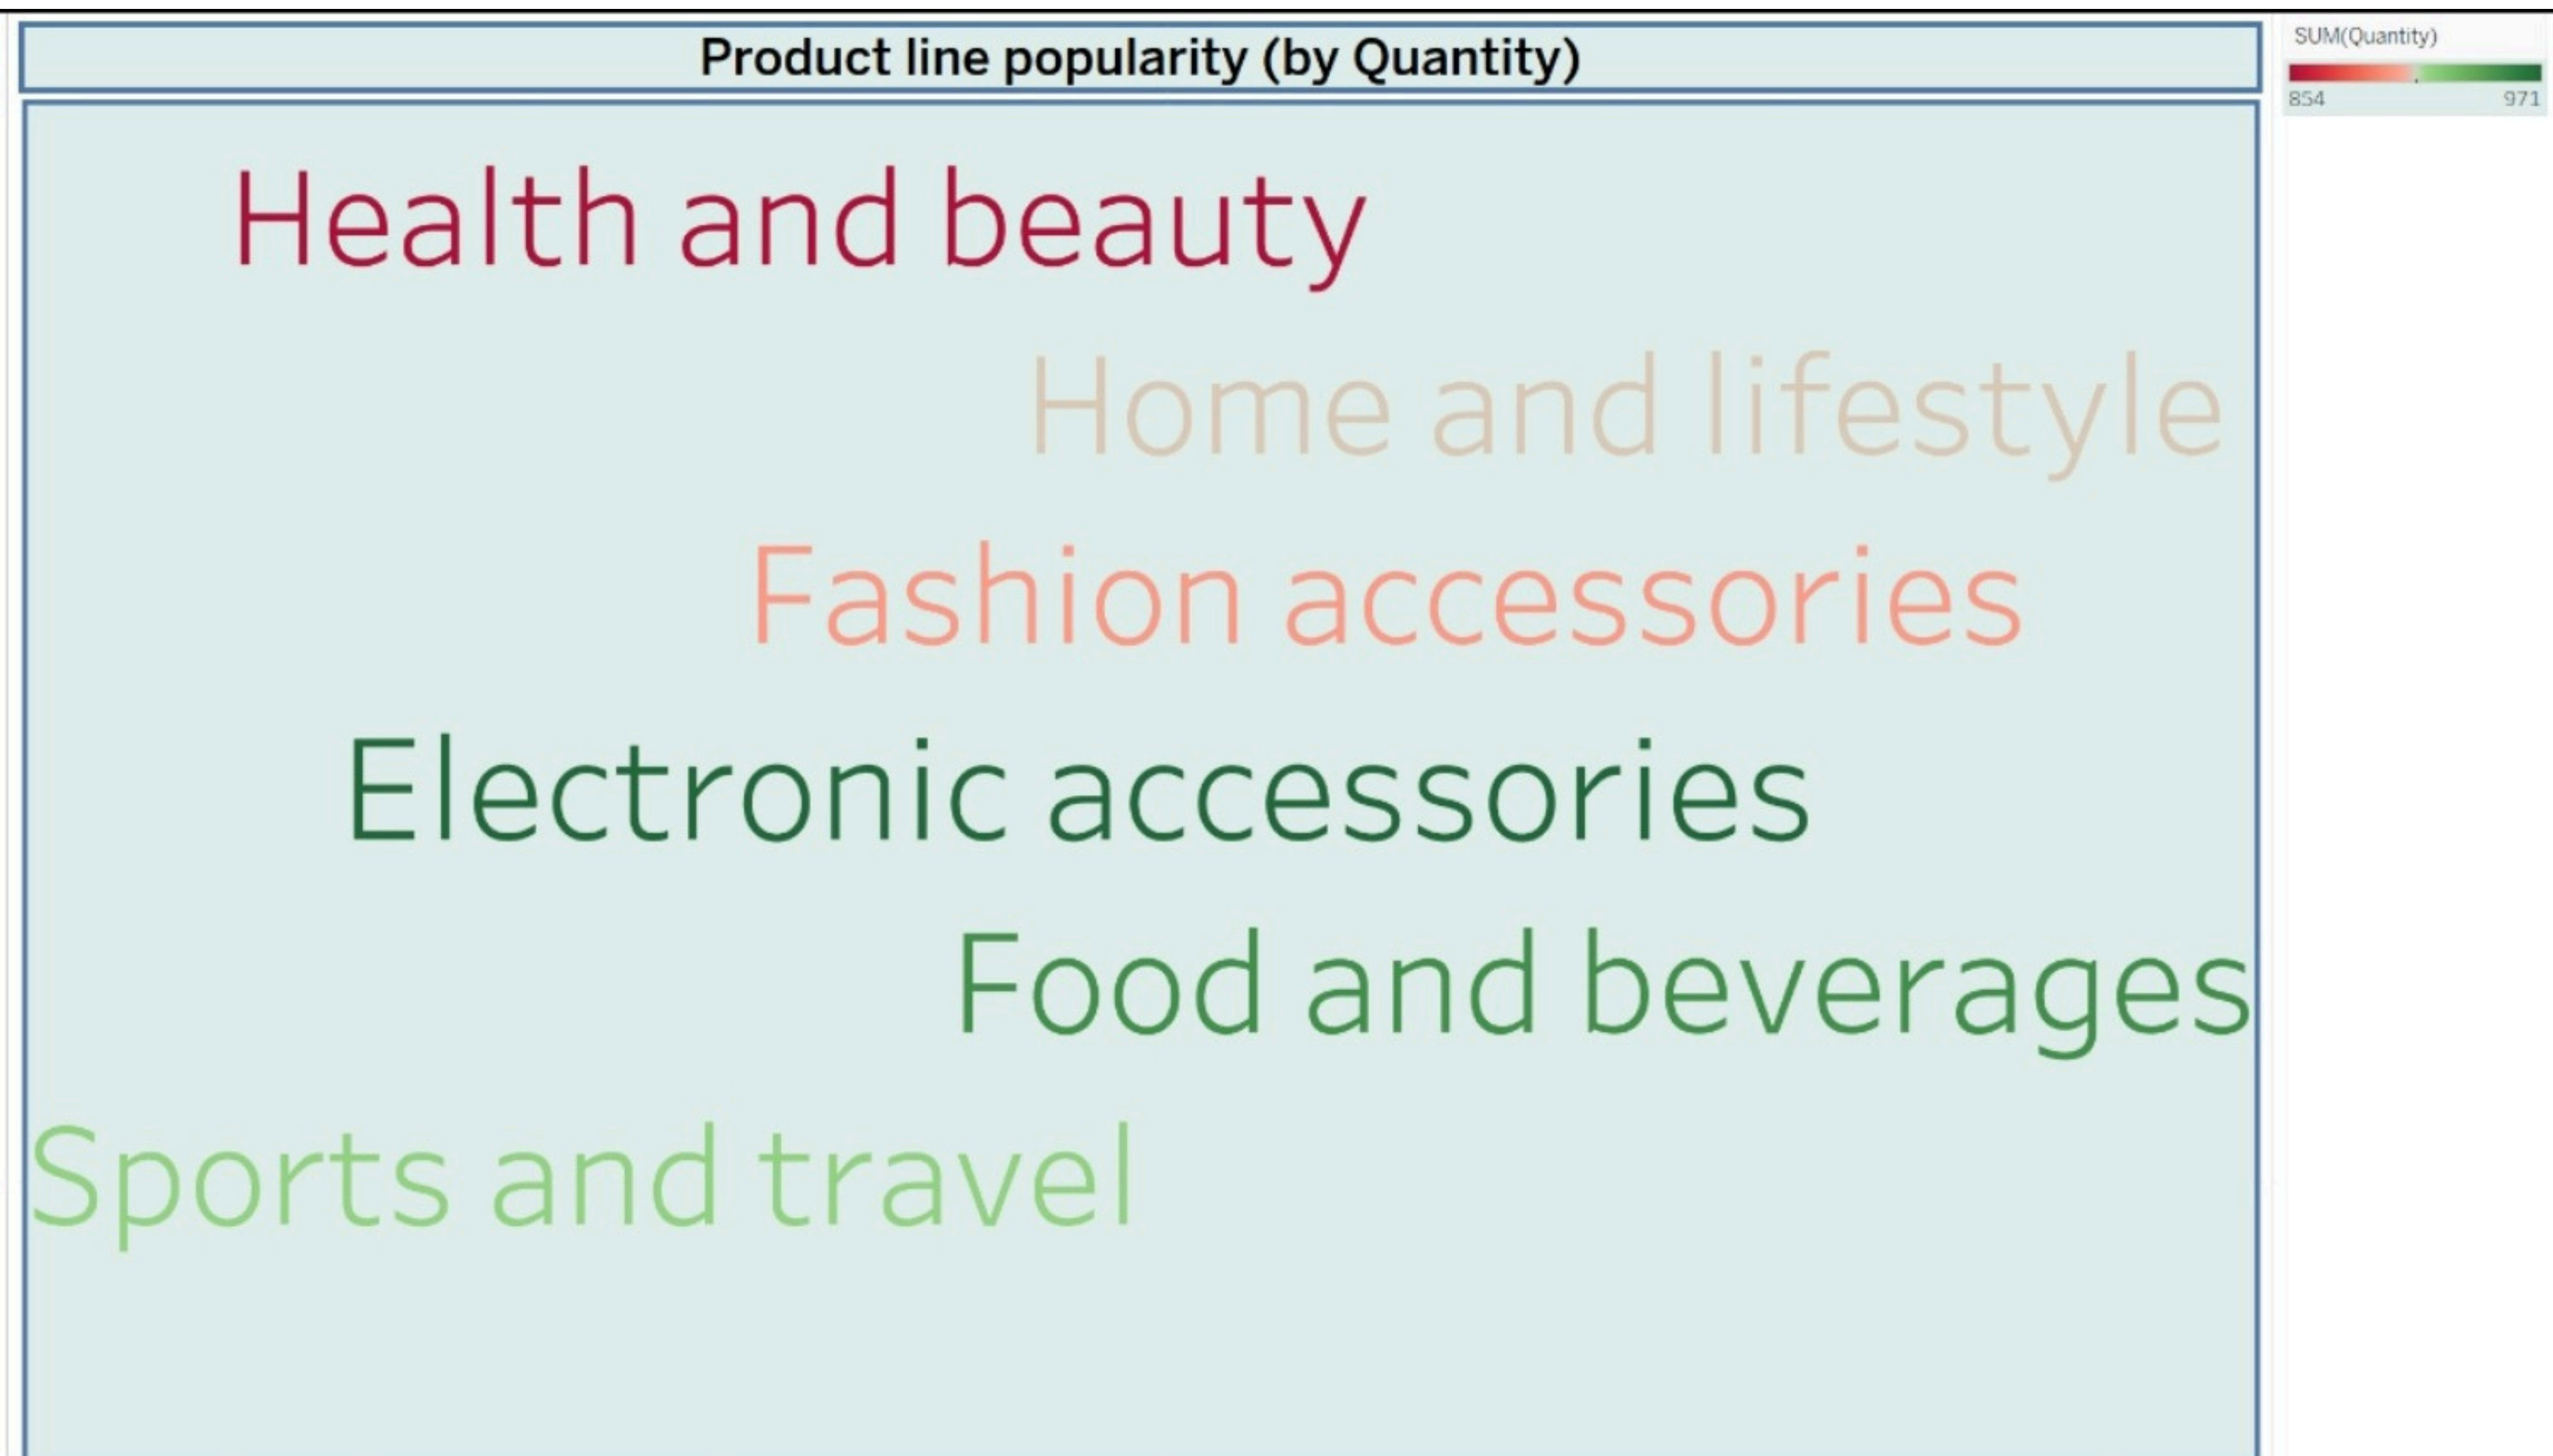 Product line popularity (by Quantity)
SUM(Quantity)
854 971
Health and beauty
Home and lifestyle
Fashion accessories
Electronic accessories
Food and beverages
Sports and travel